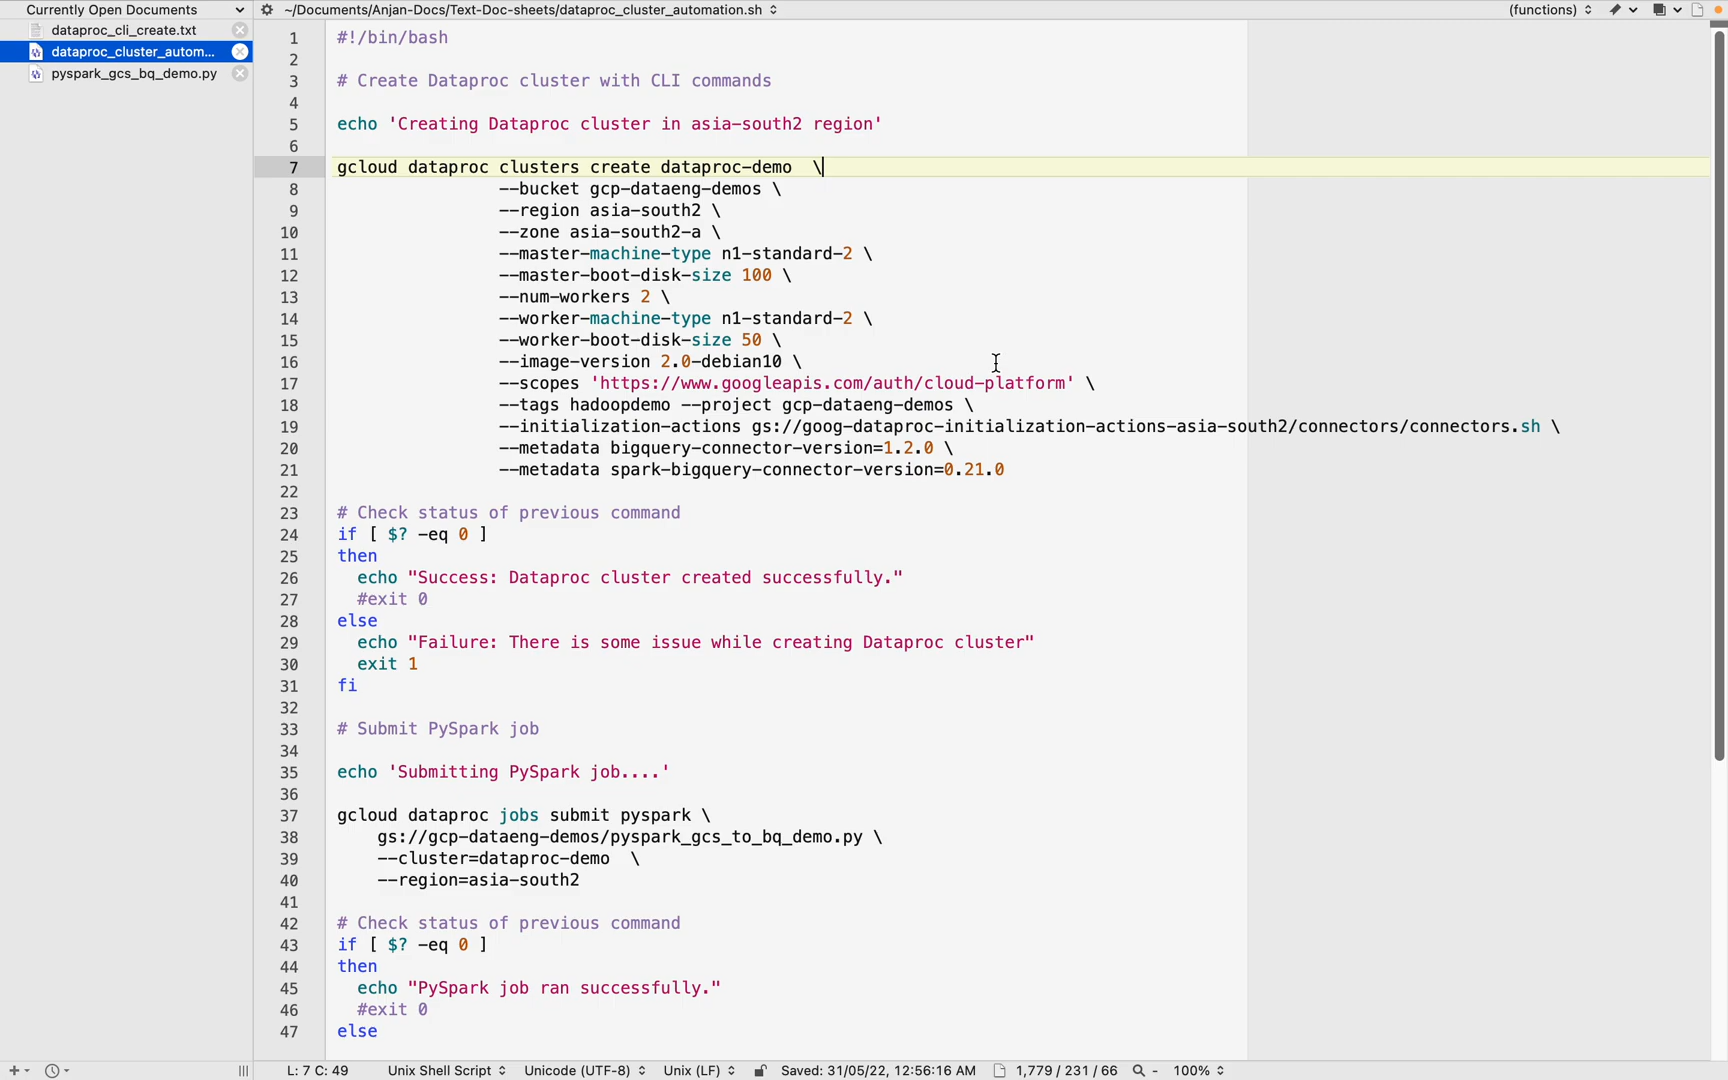 Currently Open Documents
~/Documents/Anjan-Docs/Text-Doc-sheets/dataproc_cluster_automation.sh
(functions)
dataproc_cli_create.txt
dataproc_cluster_autom...
pyspark_gcs_bq_demo.py
1 #!/bin/bash
2
3 # Create Dataproc cluster with CLI commands
4
5 echo 'Creating Dataproc cluster in asia-south2 region'
6
7 gcloud dataproc clusters create dataproc-demo \
8 --bucket gcp-dataeng-demos \
9 --region asia-south2 \
10 --zone asia-south2-a \
11 --master-machine-type n1-standard-2 \
12 --master-boot-disk-size 100 \
13 --num-workers 2 \
14 --worker-machine-type n1-standard-2 \
15 --worker-boot-disk-size 50 \
16 --image-version 2.0-debian10 \
17 --scopes 'https://www.googleapis.com/auth/cloud-platform' \
18 --tags hadoopdemo --project gcp-dataeng-demos \
19 --initialization-actions gs://goog-dataproc-initialization-actions-asia-south2/connectors/connectors.sh \
20 --metadata bigquery-connector-version=1.2.0 \
21 --metadata spark-bigquery-connector-version=0.21.0
22
23 # Check status of previous command
24 if [ $? -eq 0 ]
25 then
26 echo "Success: Dataproc cluster created successfully."
27 #exit 0
28 else
29 echo "Failure: There is some issue while creating Dataproc cluster"
30 exit 1
31 fi
32
33 # Submit PySpark job
34
35 echo 'Submitting PySpark job....'
36
37 gcloud dataproc jobs submit pyspark \
38 gs://gcp-dataeng-demos/pyspark_gcs_to_bq_demo.py \
39 --cluster=dataproc-demo \
40 --region=asia-south2
41
42 # Check status of previous command
43 if [ $? -eq 0 ]
44 then
45 echo "PySpark job ran successfully."
46 #exit 0
47 else
L: 7 C: 49 Unix Shell Script Unicode (UTF-8) Unix (LF) Saved: 31/05/22, 12:56:16 AM 1,779 / 231 / 66 100%